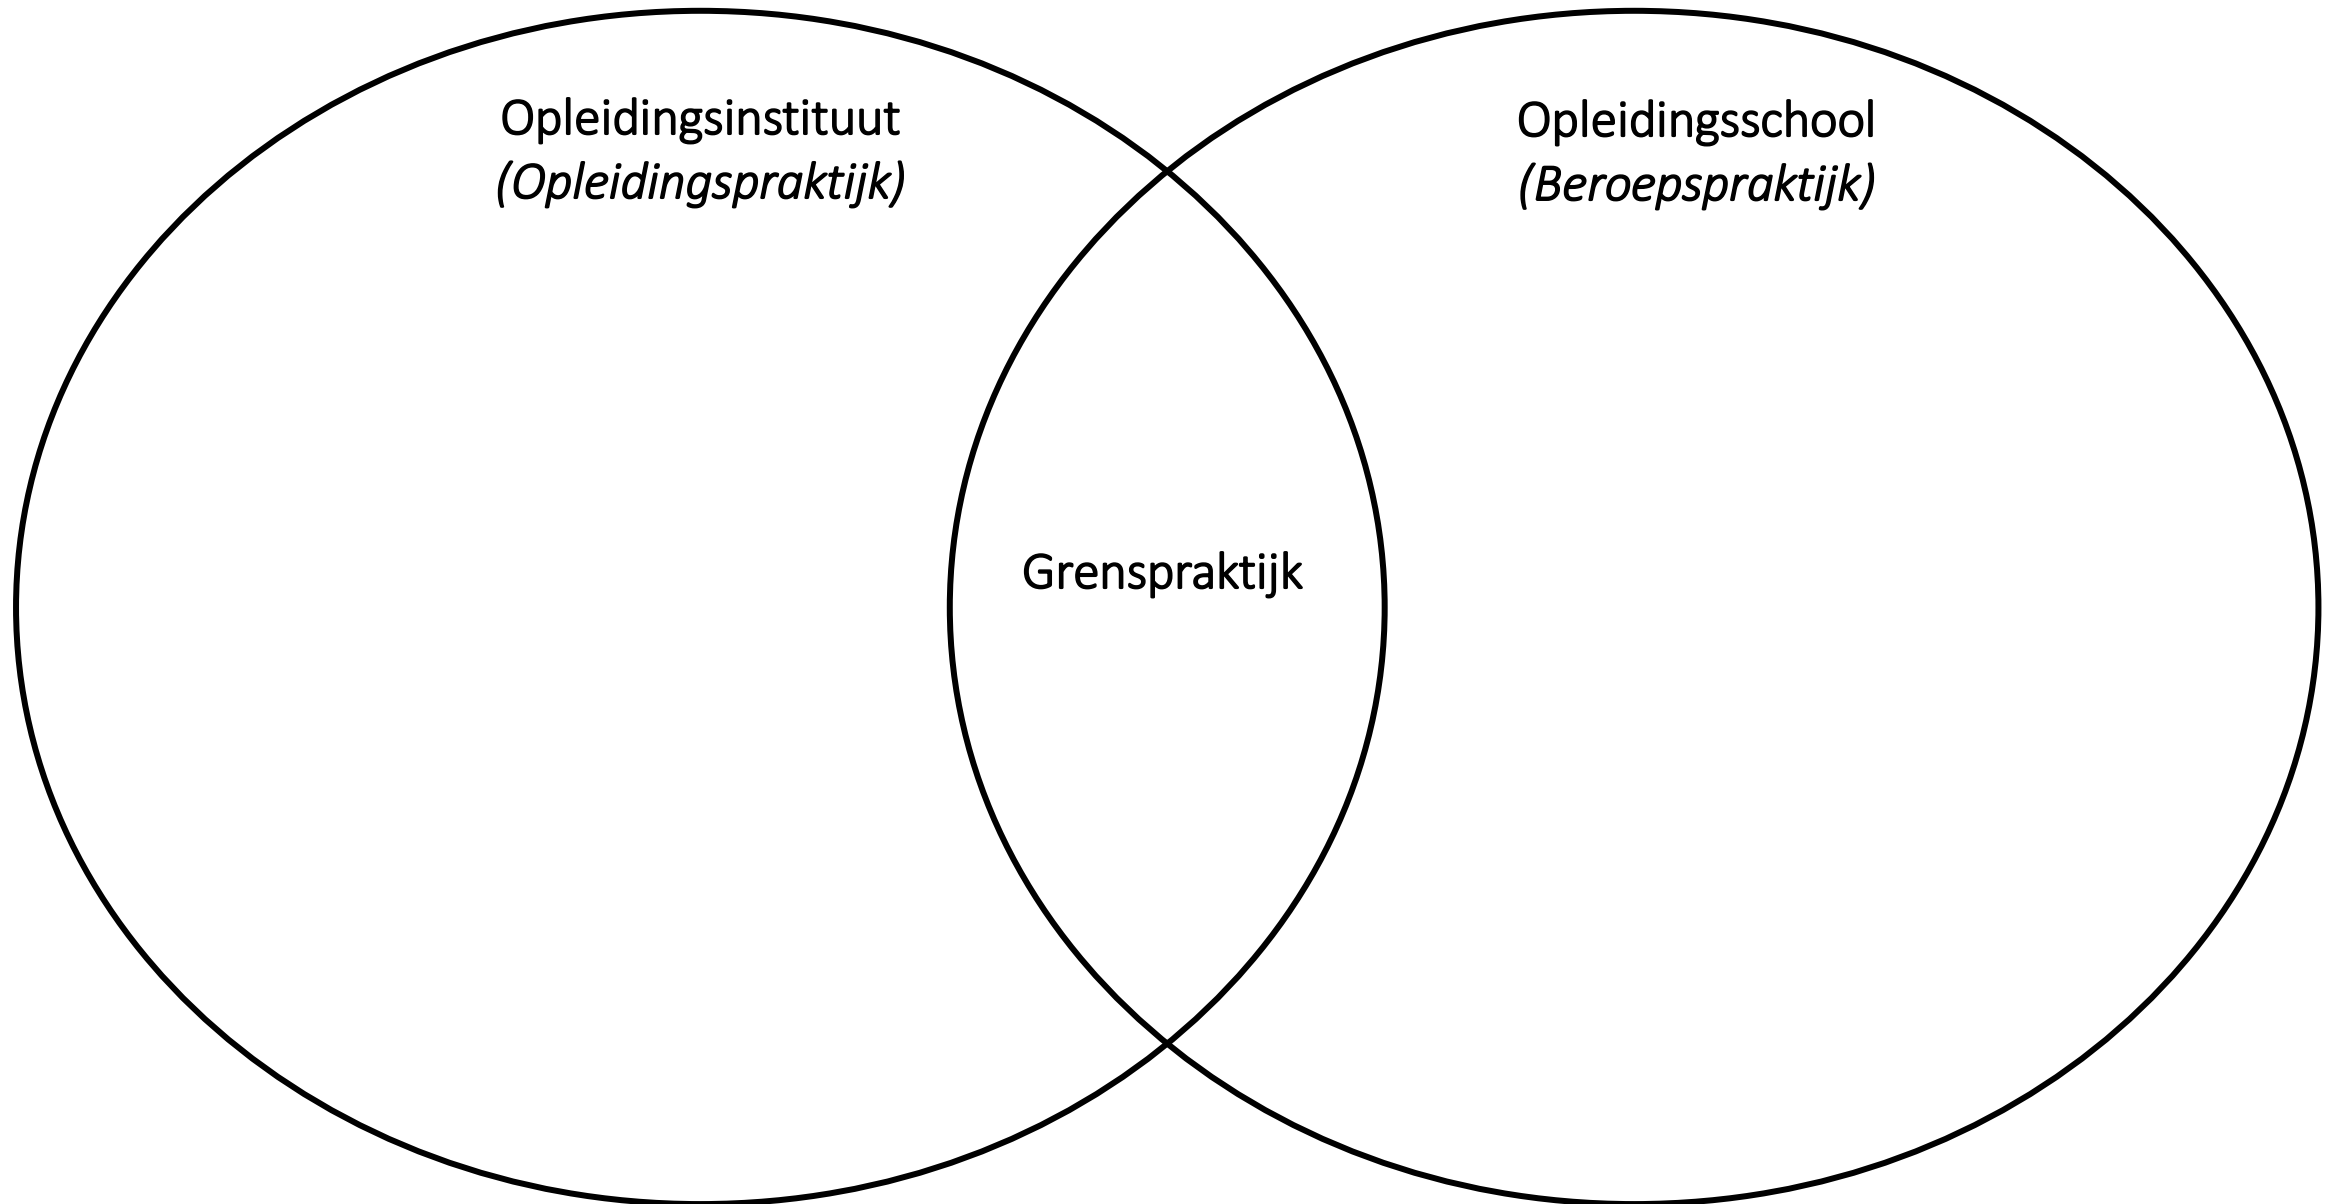 Opleidingsinstituut
(Opleidingspraktijk)
Opleidingsschool
(Beroepspraktijk)
Grenspraktijk